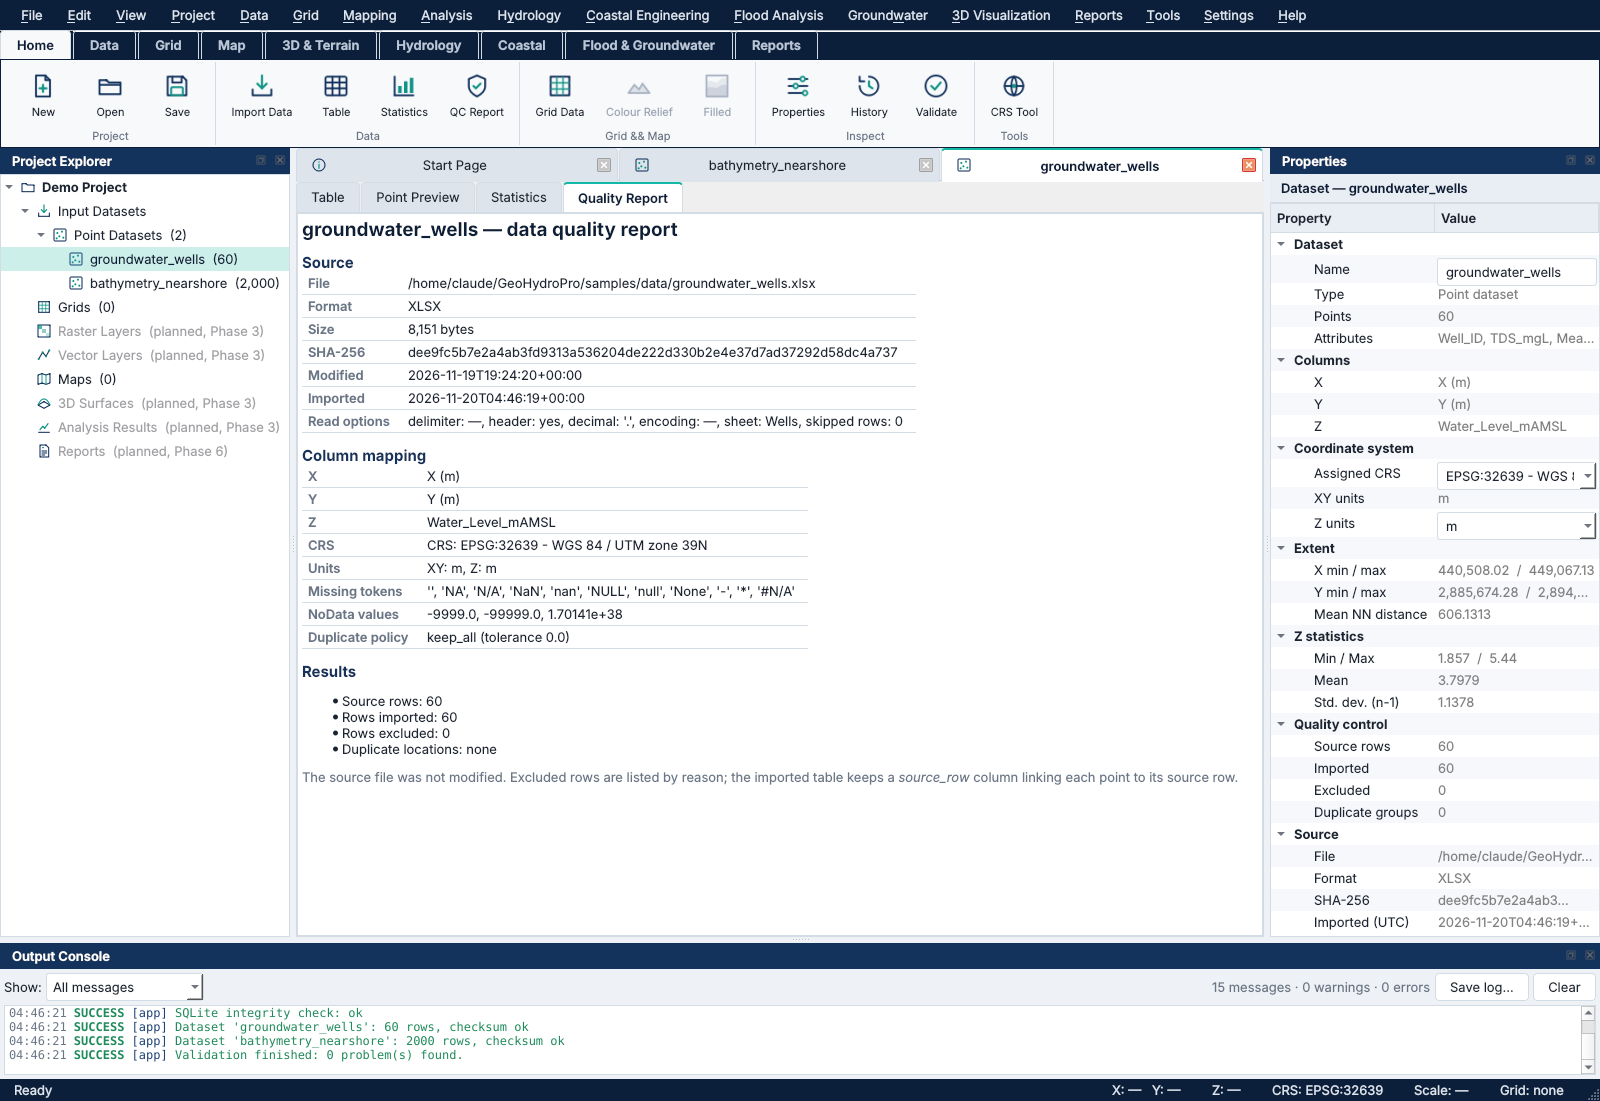 File Edit View Project Data Grid Mapping Analysis Hydrology Coastal Engineering Flood Analysis Groundwater 3D Visualization Reports Tools Settings Help
Home Data Grid Map 3D & Terrain Hydrology Coastal Flood & Groundwater Reports
New Open Save Import Data Table Statistics QC Report Grid Data Colour Relief Filled Properties History Validate CRS Tool
Project Data Grid && Map Inspect Tools
Project Explorer
Demo Project
Input Datasets
Point Datasets (2)
groundwater_wells (60)
bathymetry_nearshore (2,000)
Grids (0)
Raster Layers (planned, Phase 3)
Vector Layers (planned, Phase 3)
Maps (0)
3D Surfaces (planned, Phase 3)
Analysis Results (planned, Phase 3)
Reports (planned, Phase 6)
Start Page bathymetry_nearshore groundwater_wells
Table Point Preview Statistics Quality Report
groundwater_wells — data quality report
Source
File /home/claude/GeoHydroPro/samples/data/groundwater_wells.xlsx
Format XLSX
Size 8,151 bytes
SHA-256 dee9fc5b7e2a4ab3fd9313a536204de222d330b2e4e37d7ad37292d58dc4a737
Modified 2026-11-19T19:24:20+00:00
Imported 2026-11-20T04:46:19+00:00
Read options delimiter: —, header: yes, decimal: '.', encoding: —, sheet: Wells, skipped rows: 0
Column mapping
X X (m)
Y Y (m)
Z Water_Level_mAMSL
CRS CRS: EPSG:32639 - WGS 84 / UTM zone 39N
Units XY: m, Z: m
Missing tokens '', 'NA', 'N/A', 'NaN', 'nan', 'NULL', 'null', 'None', '-', '*', '#N/A'
NoData values -9999.0, -99999.0, 1.70141e+38
Duplicate policy keep_all (tolerance 0.0)
Results
• Source rows: 60
• Rows imported: 60
• Rows excluded: 0
• Duplicate locations: none
The source file was not modified. Excluded rows are listed by reason; the imported table keeps a source_row column linking each point to its source row.
Properties
Dataset — groundwater_wells
Property Value
Dataset
Name groundwater_wells
Type Point dataset
Points 60
Attributes Well_ID, TDS_mgL, Mea...
Columns
X X (m)
Y Y (m)
Z Water_Level_mAMSL
Coordinate system
Assigned CRS EPSG:32639 - WGS
XY units m
Z units m
Extent
X min / max 440,508.02 / 449,067.13
Y min / max 2,885,674.28 / 2,894,...
Mean NN distance 606.1313
Z statistics
Min / Max 1.857 / 5.44
Mean 3.7979
Std. dev. (n-1) 1.1378
Quality control
Source rows 60
Imported 60
Excluded 0
Duplicate groups 0
Source
File /home/claude/GeoHydr...
Format XLSX
SHA-256 dee9fc5b7e2a4ab3...
Imported (UTC) 2026-11-20T04:46:19+...
Output Console
Show: All messages 15 messages · 0 warnings · 0 errors Save log... Clear
04:46:21 SUCCESS [app] SQLite integrity check: ok
04:46:21 SUCCESS [app] Dataset 'groundwater_wells': 60 rows, checksum ok
04:46:21 SUCCESS [app] Dataset 'bathymetry_nearshore': 2000 rows, checksum ok
04:46:21 SUCCESS [app] Validation finished: 0 problem(s) found.
Ready X: — Y: — Z: — CRS: EPSG:32639 Scale: — Grid: none